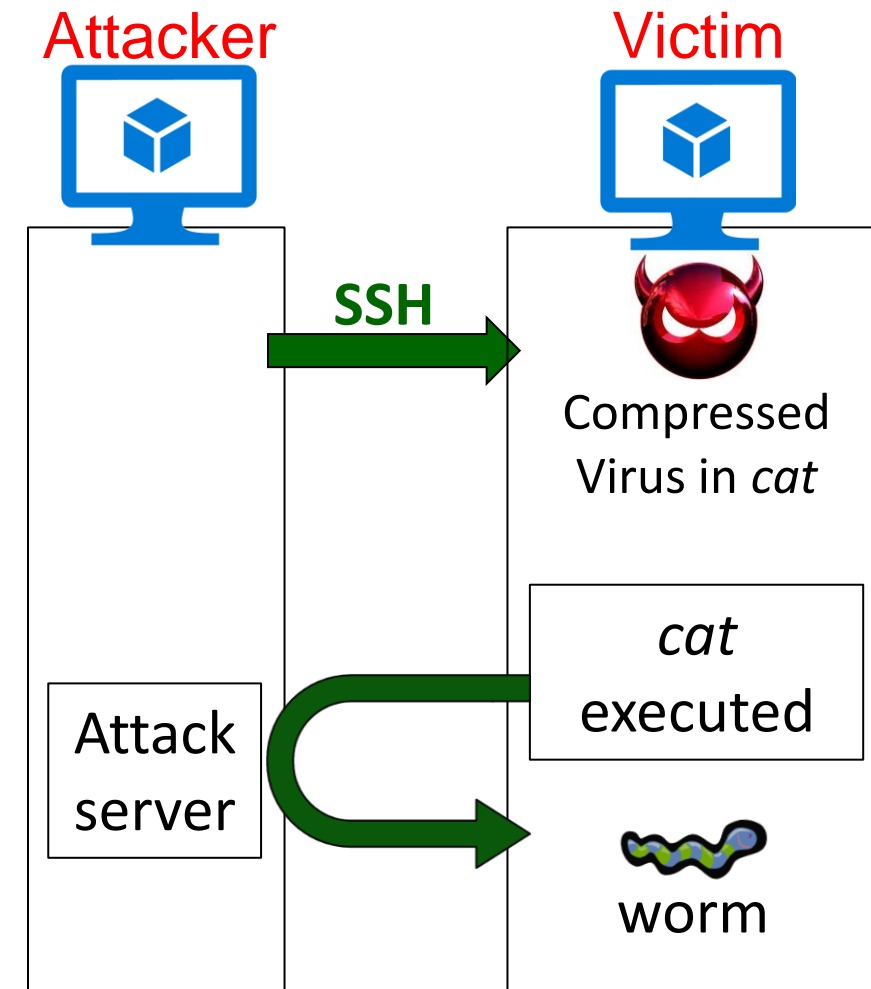 Attacker
Victim
SSH
Compressed
Virus in cat
cat
executed
Attack
server
worm